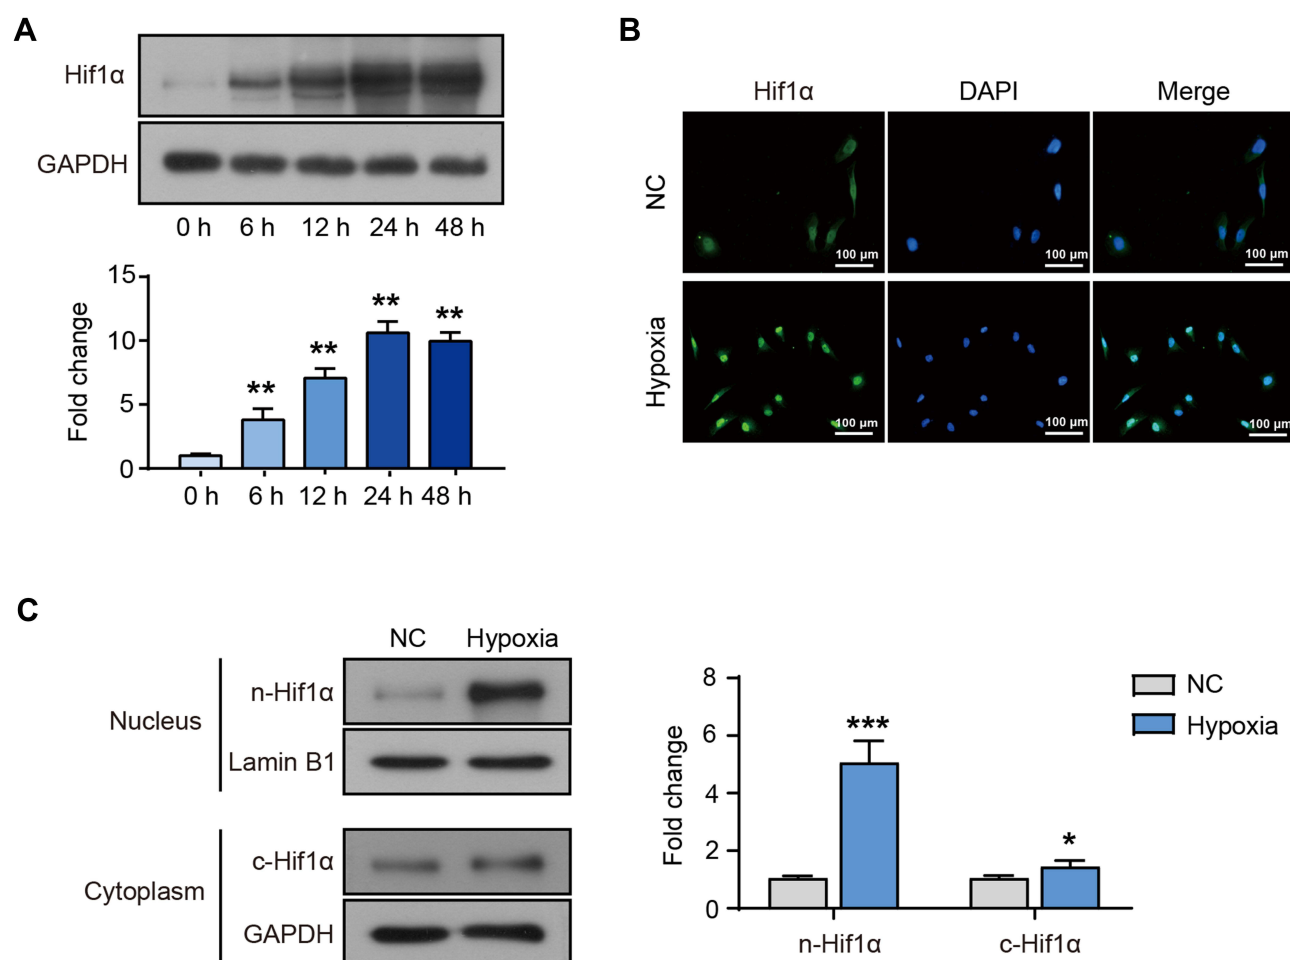 A
Hif1α
GAPDH
0 h 6 h 12 h 24 h 48 h
15
10
5
0
Fold change
** ** ** **
0 h 6 h 12 h 24 h 48 h
B
Hif1α DAPI Merge
NC
100 µm 100 µm 100 µm
Hypoxia
100 µm 100 µm 100 µm
C
NC Hypoxia
Nucleus
n-Hif1α
Lamin B1
Cytoplasm
c-Hif1α
GAPDH
8
6
4
2
0
Fold change
***
*
n-Hif1α c-Hif1α
NC
Hypoxia